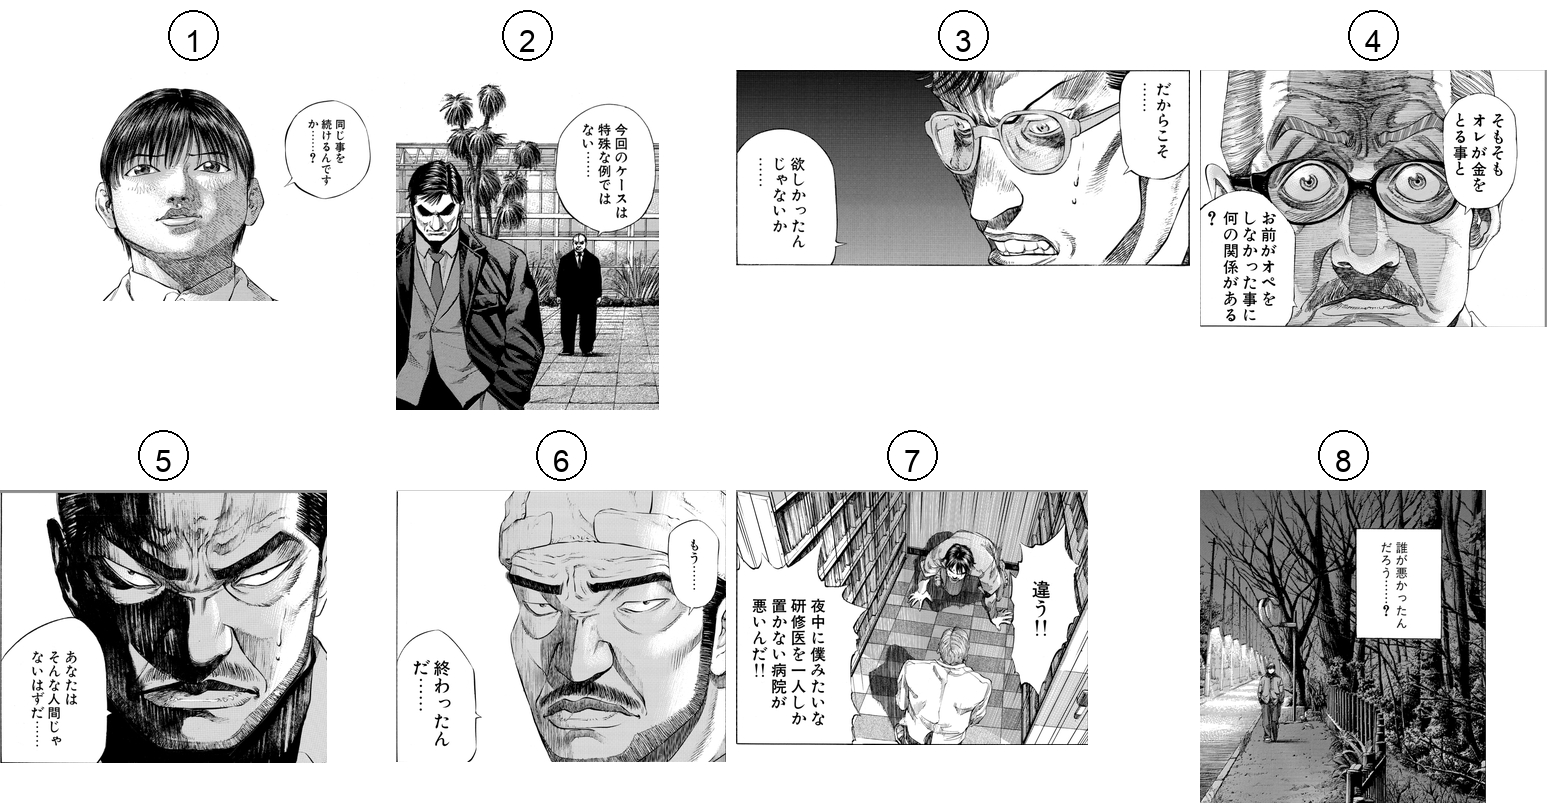 1
同じ事を
続けるんです
か……？
2
今回のケースは
特殊な例では
ない……
3
だからこそ
……
欲しかったん
じゃないか
……
4
そもそも
オレが金を
とる事と
お前がオペを
しなかった事に
何の関係がある
？
5
あなたは
そんな人間じゃ
ないはずだ……
6
もう……
終わったん
だ……
7
違う!!
夜中に僕みたいな
研修医を一人しか
置かない病院が
悪いんだ!!
8
誰が悪かったん
だろう……？